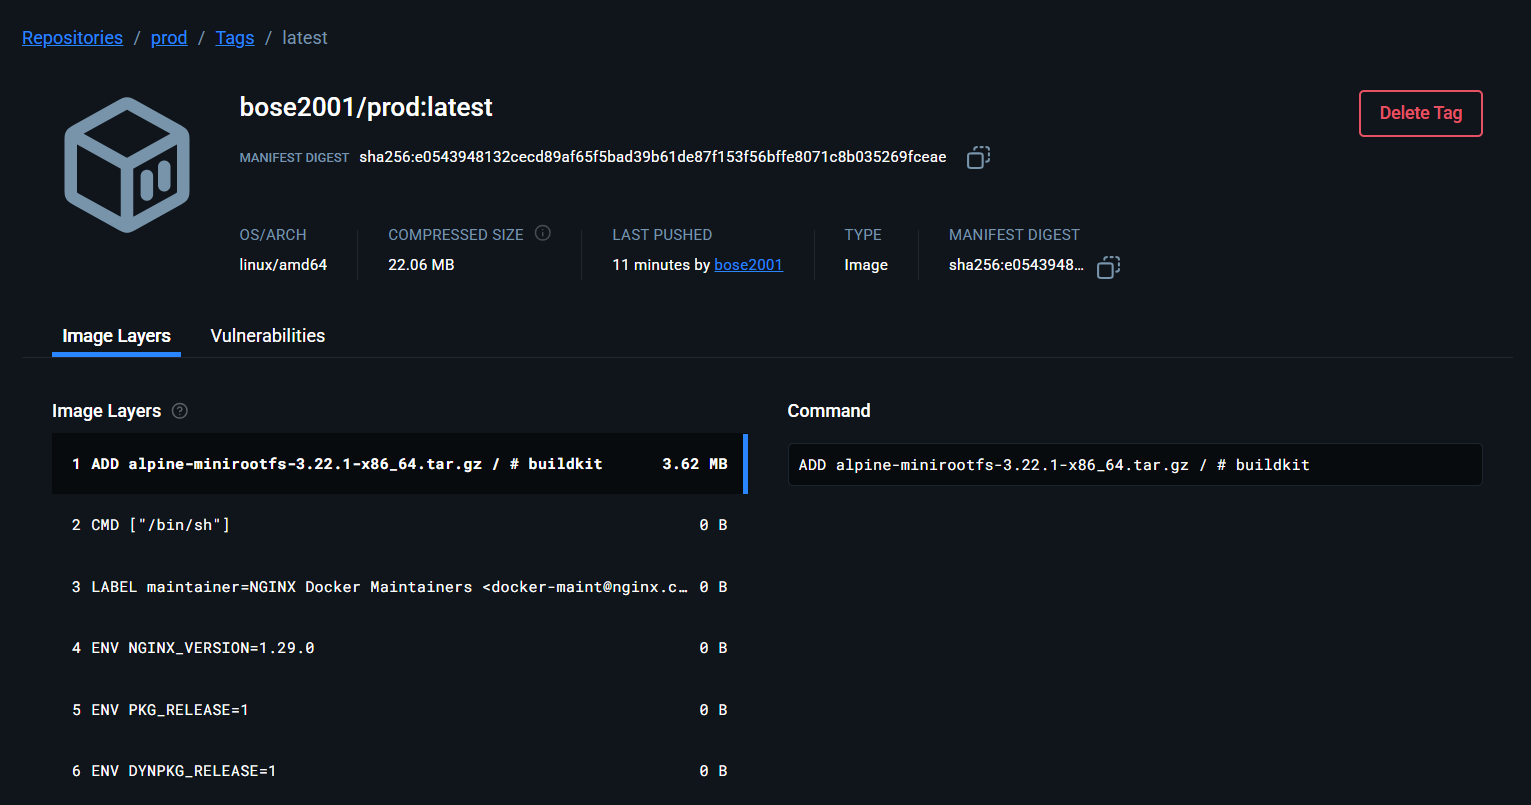 Repositories / prod / Tags / latest
bose2001/prod:latest
Delete Tag
MANIFEST DIGEST sha256:e0543948132cecd89af65f5bad39b61de87f153f56bffe8071c8b035269fceae
OS/ARCH COMPRESSED SIZE LAST PUSHED TYPE MANIFEST DIGEST
linux/amd64 22.06 MB 11 minutes by bose2001 Image sha256:e0543948...
Image Layers Vulnerabilities
Image Layers Command
1 ADD alpine-minirootfs-3.22.1-x86_64.tar.gz / # buildkit 3.62 MB
ADD alpine-minirootfs-3.22.1-x86_64.tar.gz / # buildkit
2 CMD ["/bin/sh"] 0 B
3 LABEL maintainer=NGINX Docker Maintainers <docker-maint@nginx.c... 0 B
4 ENV NGINX_VERSION=1.29.0 0 B
5 ENV PKG_RELEASE=1 0 B
6 ENV DYNPKG_RELEASE=1 0 B